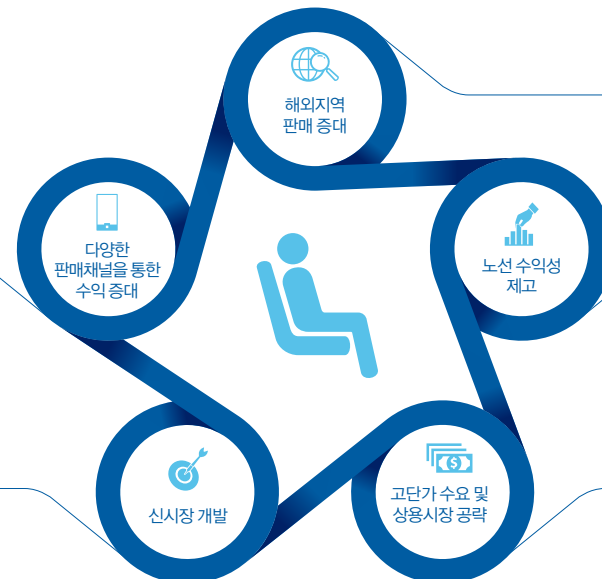 해외지역
판매 증대
다양한
판매채널을 통한
수익 증대
노선 수익성
제고
신시장 개발
고단가 수요 및
상용시장 공략